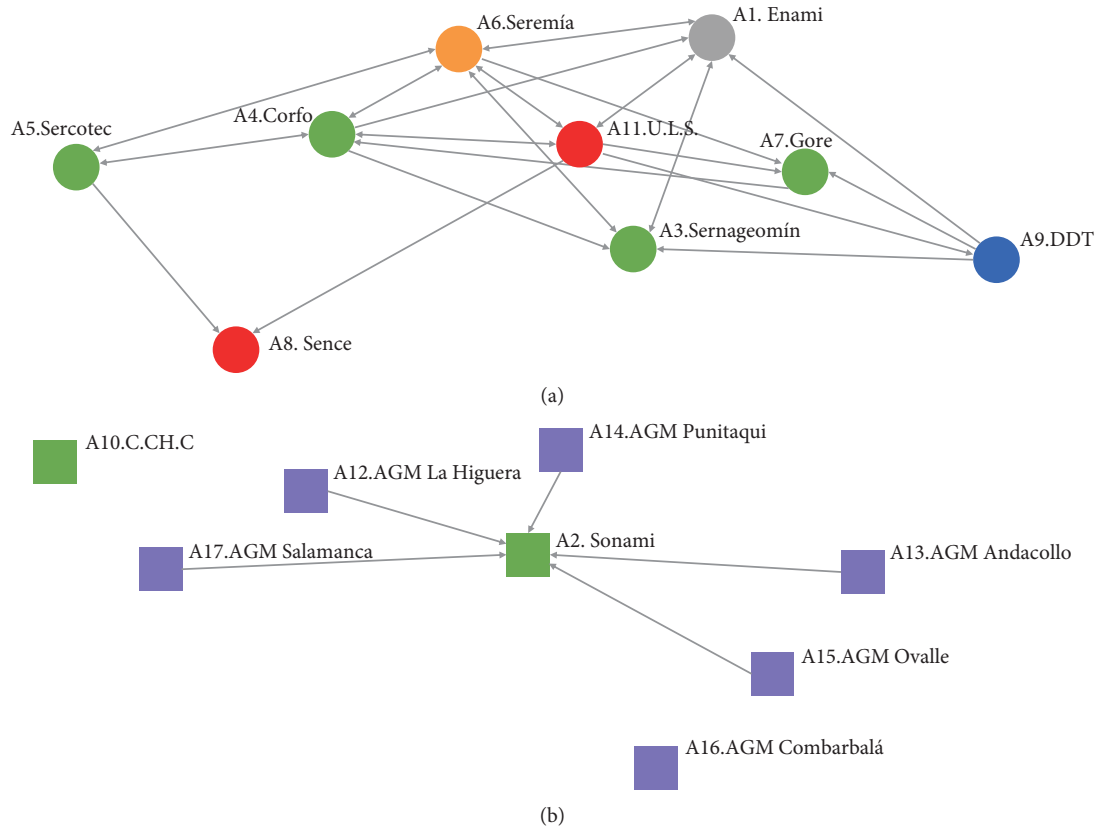 A1. Enami
A6.Seremía
A4.Corfo
A5.Sercotec
A11.U.L.S.
A7.Gore
A3.Sernageomín
A9.DDT
A8. Sence
(a)
A14.AGM Punitaqui
A10.C.CH.C
A12.AGM La Higuera
A2. Sonami
A17.AGM Salamanca
A13.AGM Andacollo
A15.AGM Ovalle
A16.AGM Combarbalá
(b)